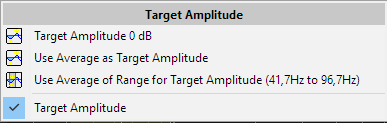 Target Amplitude
Target Amplitude 0 dB
Use Average as Target Amplitude
Use Average of Range for Target Amplitude (41,7Hz to 96,7Hz)
Target Amplitude